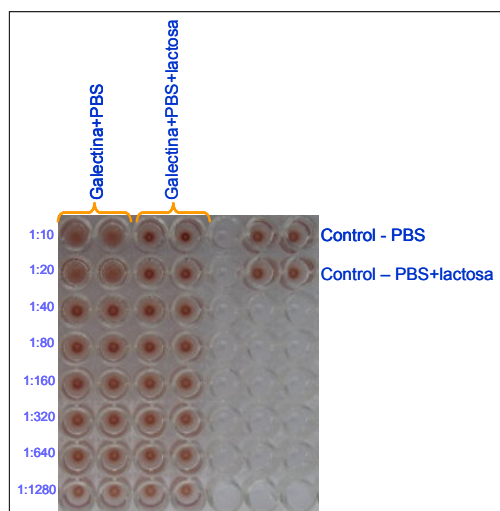 Galectina+PBS
Galectina+PBS+lactosa
1:10
Control - PBS
1:20
Control – PBS+lactosa
1:40
1:80
1:160
1:320
1:640
1:1280